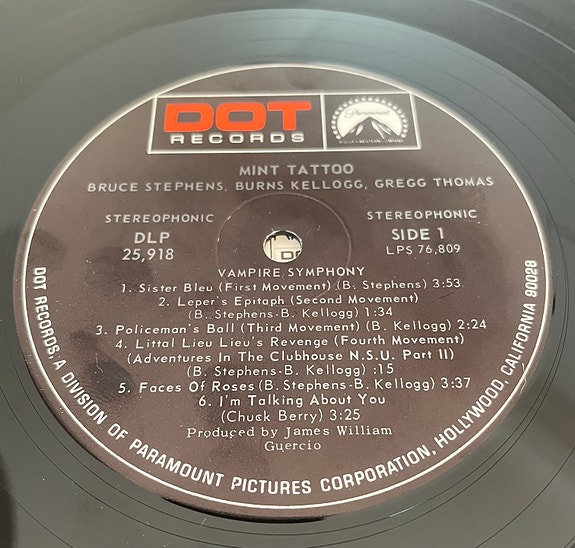 DOT
RECORDS
Paramount
MINT TATTOO
BRUCE STEPHENS, BURNS KELLOGG, GREGG THOMAS
STEREOPHONIC
DLP
25,918
STEREOPHONIC
SIDE 1
LPS 76,809
VAMPIRE SYMPHONY
1. Sister Bleu (First Movement) (B. Stephens) 3:53
2. Leper's Epitaph (Second Movement)
(B. Stephens-B. Kellogg) 1:34
3. Policeman's Ball (Third Movement) (B. Kellogg) 2:24
4. Littal Lieu Lieu's Revenge (Fourth Movement)
(Adventures In The Clubhouse N.S.U. Part II)
(B. Stephens-B. Kellogg) :15
5. Faces Of Roses (B. Stephens-B. Kellogg) 3:37
6. I'm Talking About You
(Chuck Berry) 3:25
Produced by James William
Guercio
DOT RECORDS, A DIVISION OF PARAMOUNT PICTURES CORPORATION, HOLLYWOOD, CALIFORNIA 90028